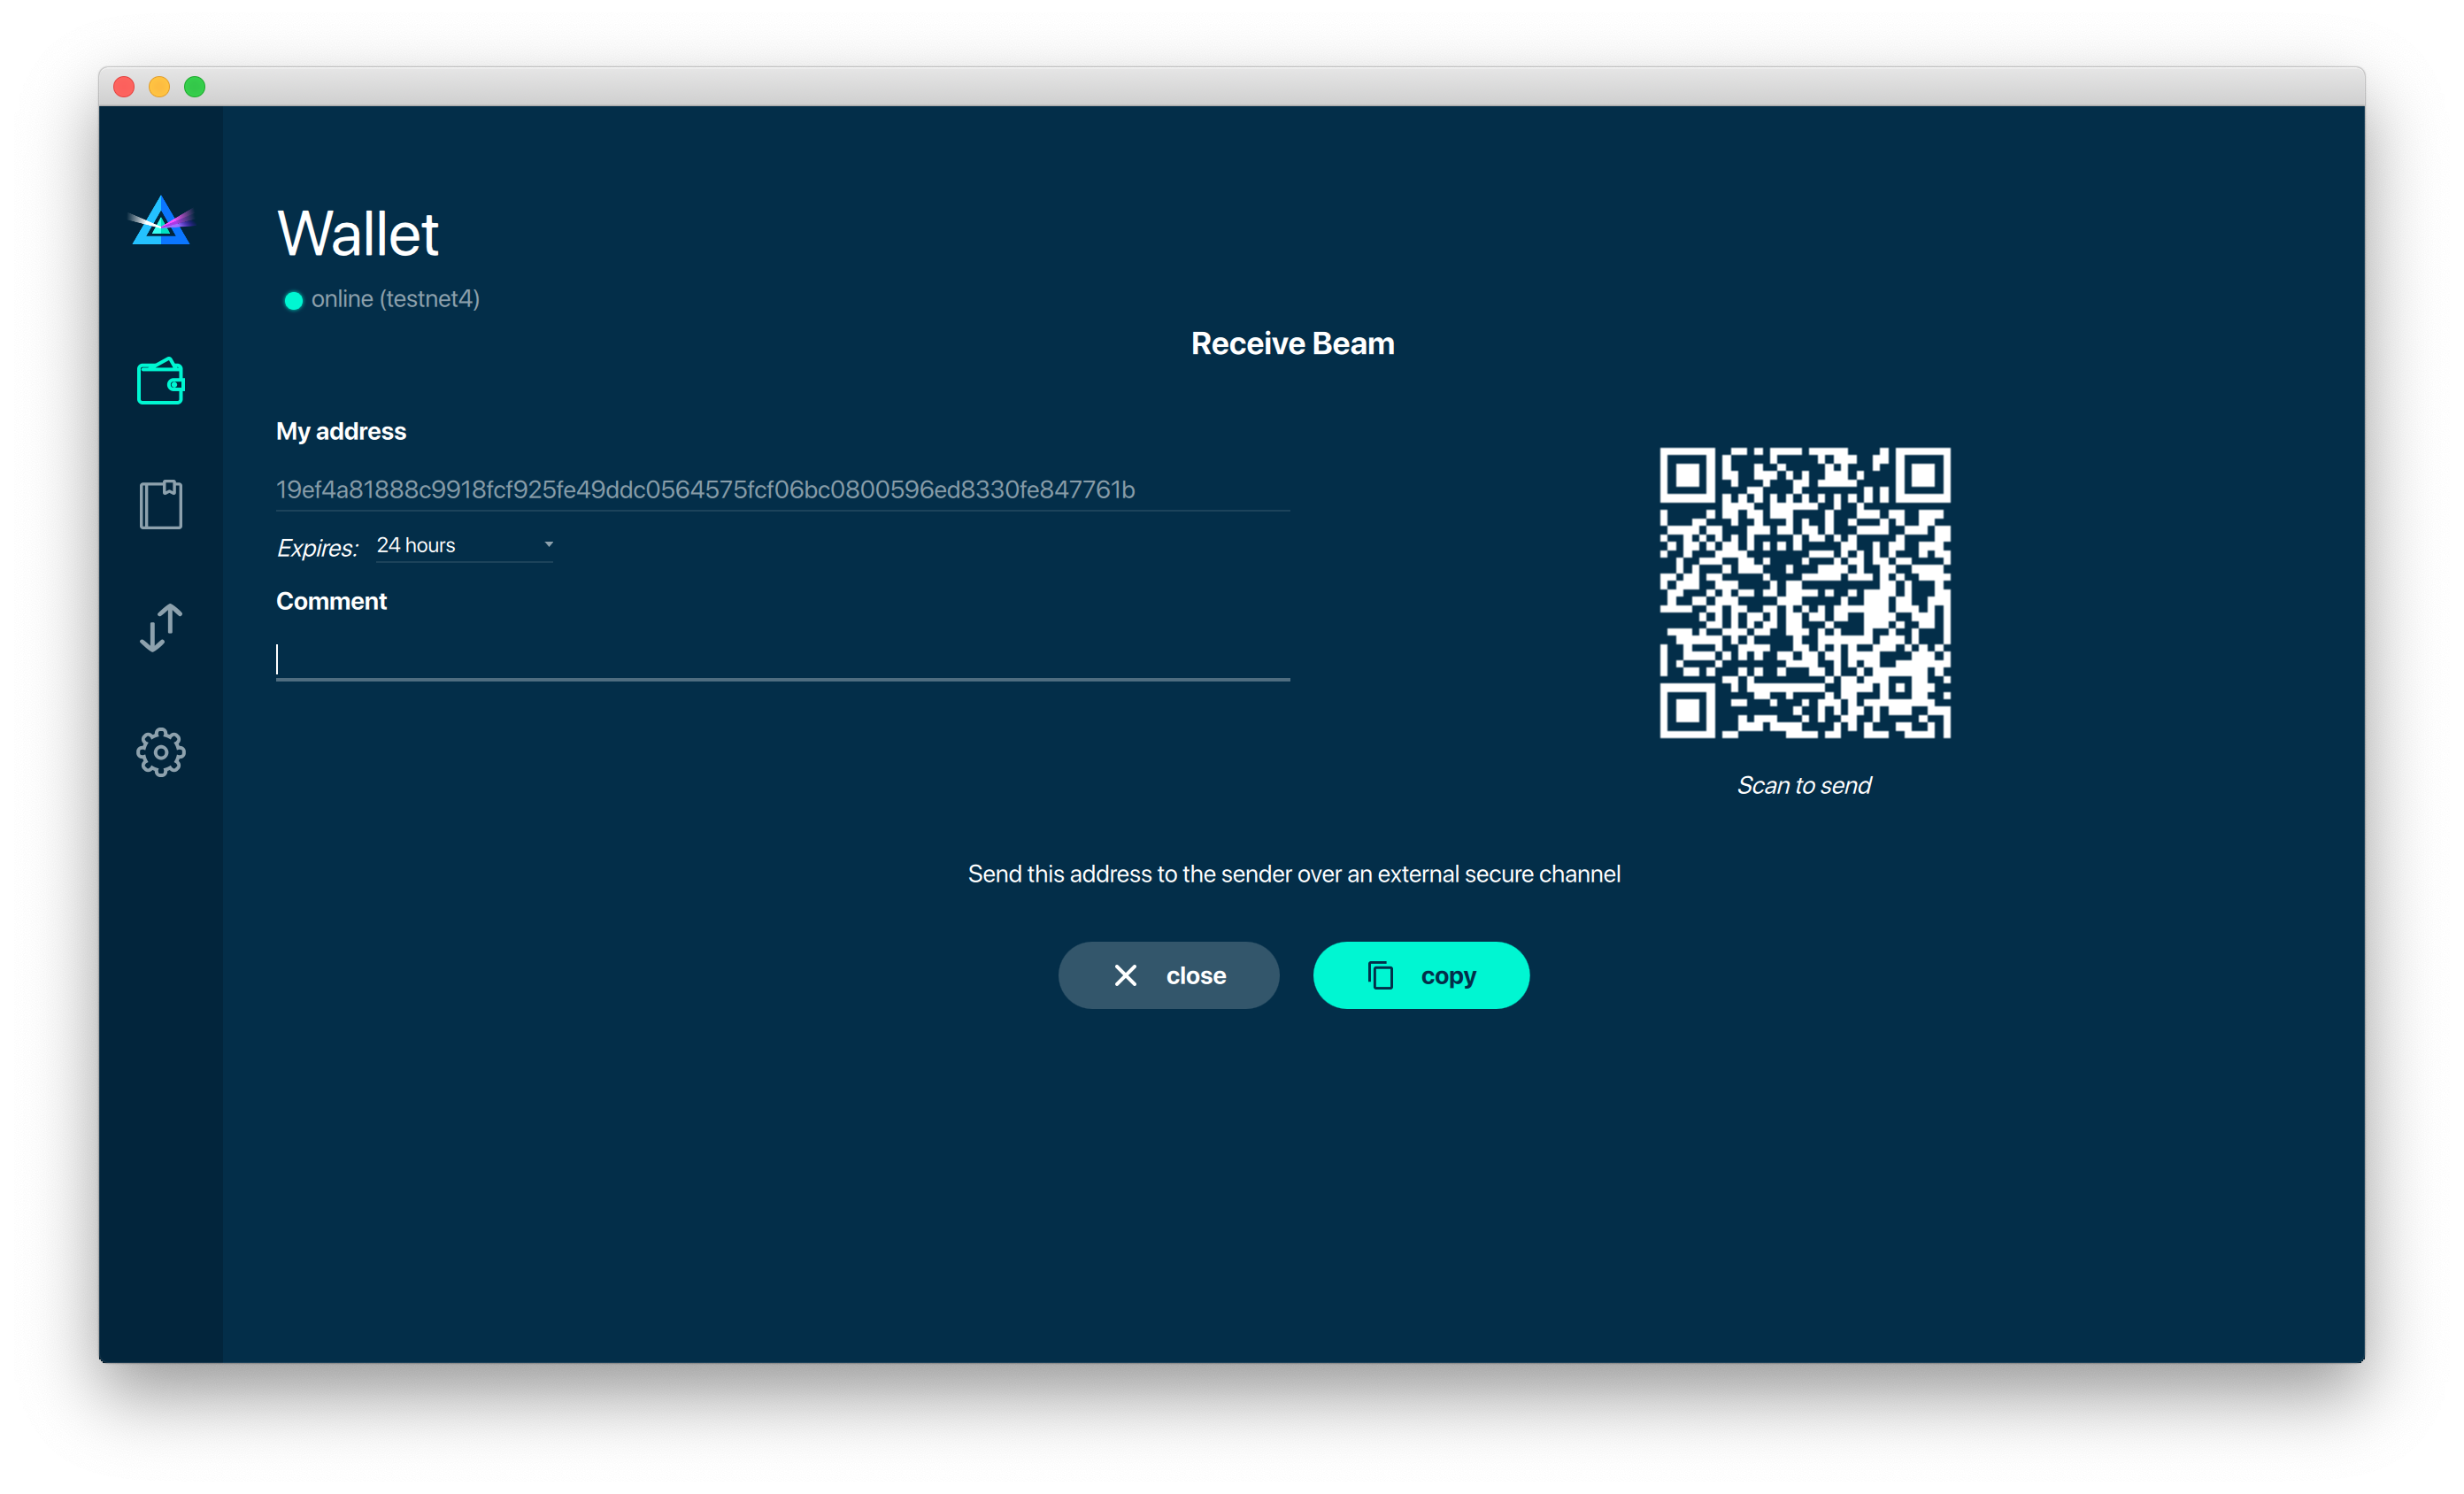 Wallet
online (testnet4)
Receive Beam
My address
19ef4a81888c9918fcf925fe49ddc0564575fcf06bc0800596ed8330fe847761b
Expires: 24 hours
Comment
Scan to send
Send this address to the sender over an external secure channel
close
copy